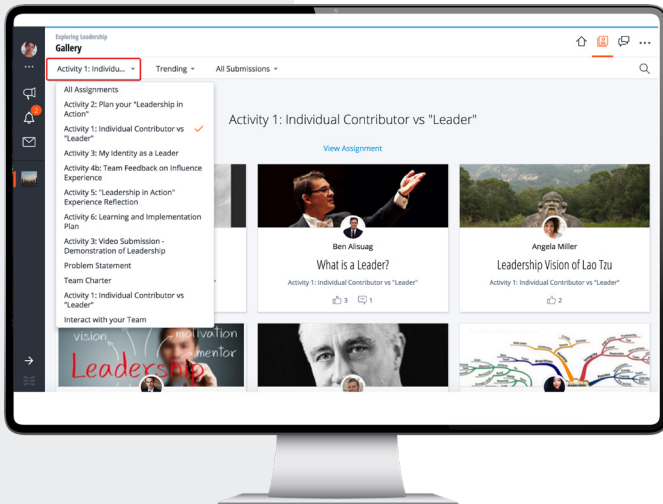 Exploring Leadership
Gallery
Activity 1: Individu...
Trending
All Submissions
2
All Assignments
Activity 2: Plan your "Leadership in
Action"
Activity 1: Individual Contributor vs
"Leader"
Activity 3: My Identity as a Leader
Activity 4b: Team Feedback on Influence
Experience
Activity 5: "Leadership in Action"
Experience Reflection
Activity 6: Learning and Implementation
Plan
Activity 3: Video Submission -
Demonstration of Leadership
Problem Statement
Team Charter
Activity 1: Individual Contributor vs
"Leader"
Interact with your Team
Activity 1: Individual Contributor vs "Leader"
View Assignment
Ben Alisuag
What is a Leader?
Activity 1: Individual Contributor vs "Leader"
3 1
Angela Miller
Leadership Vision of Lao Tzu
Activity 1: Individual Contributor vs "Leader"
2
vision
motivation
mentor
Leadership